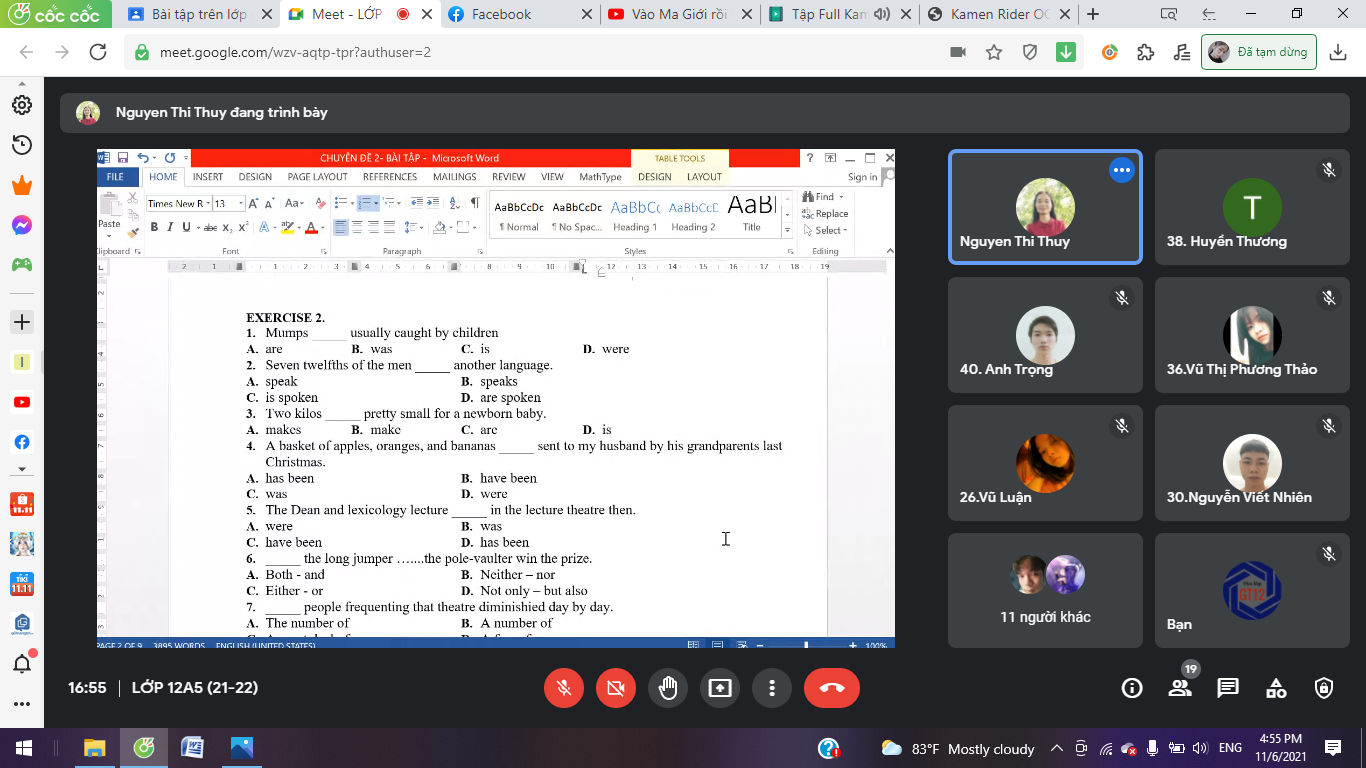 cốc cốc
Bài tập trên lớp
Meet - LỚP
Facebook
Vào Ma Giới rồi
Tập Full Kam
Kamen Rider OO
meet.google.com/wzv-aqtp-tpr?authuser=2
Đã tạm dừng
Nguyen Thi Thuy đang trình bày
CHUYÊN ĐỀ 2- BÀI TẬP - Microsoft Word
TABLE TOOLS
FILE HOME INSERT DESIGN PAGE LAYOUT REFERENCES MAILINGS REVIEW VIEW MathType DESIGN LAYOUT Sign in
Times New R 13
Paste
Find
Replace
Select
AaBbCcDc AaBbCcDc AaBbCc AaBbCcD AaB
¶ Normal ¶ No Spac... Heading 1 Heading 2 Title
Font Paragraph Styles Editing
EXERCISE 2.
1. Mumps _____ usually caught by children
A. are B. was C. is D. were
2. Seven twelfths of the men _____ another language.
A. speak B. speaks
C. is spoken D. are spoken
3. Two kilos _____ pretty small for a newborn baby.
A. makes B. make C. are D. is
4. A basket of apples, oranges, and bananas _____ sent to my husband by his grandparents last
Christmas.
A. has been B. have been
C. was D. were
5. The Dean and lexicology lecture _____ in the lecture theatre then.
A. were B. was
C. have been D. has been
6. _____ the long jumper …....the pole-vaulter win the prize.
A. Both - and B. Neither – nor
C. Either - or D. Not only – but also
7. _____ people frequenting that theatre diminishied day by day.
A. The number of B. A number of
PAGE 2 OF 9 3895 WORDS ENGLISH (UNITED STATES) 100%
Nguyen Thi Thuy
T
38. Huyền Thương
40. Anh Trọng
36.Vũ Thị Phương Thảo
26.Vũ Luận
30.Nguyễn Viết Nhiên
11 người khác
GT12
Bạn
16:55 | LỚP 12A5 (21-22)
19
11.11
TIKI
11.11
83°F Mostly cloudy
ENG
4:55 PM
11/6/2021